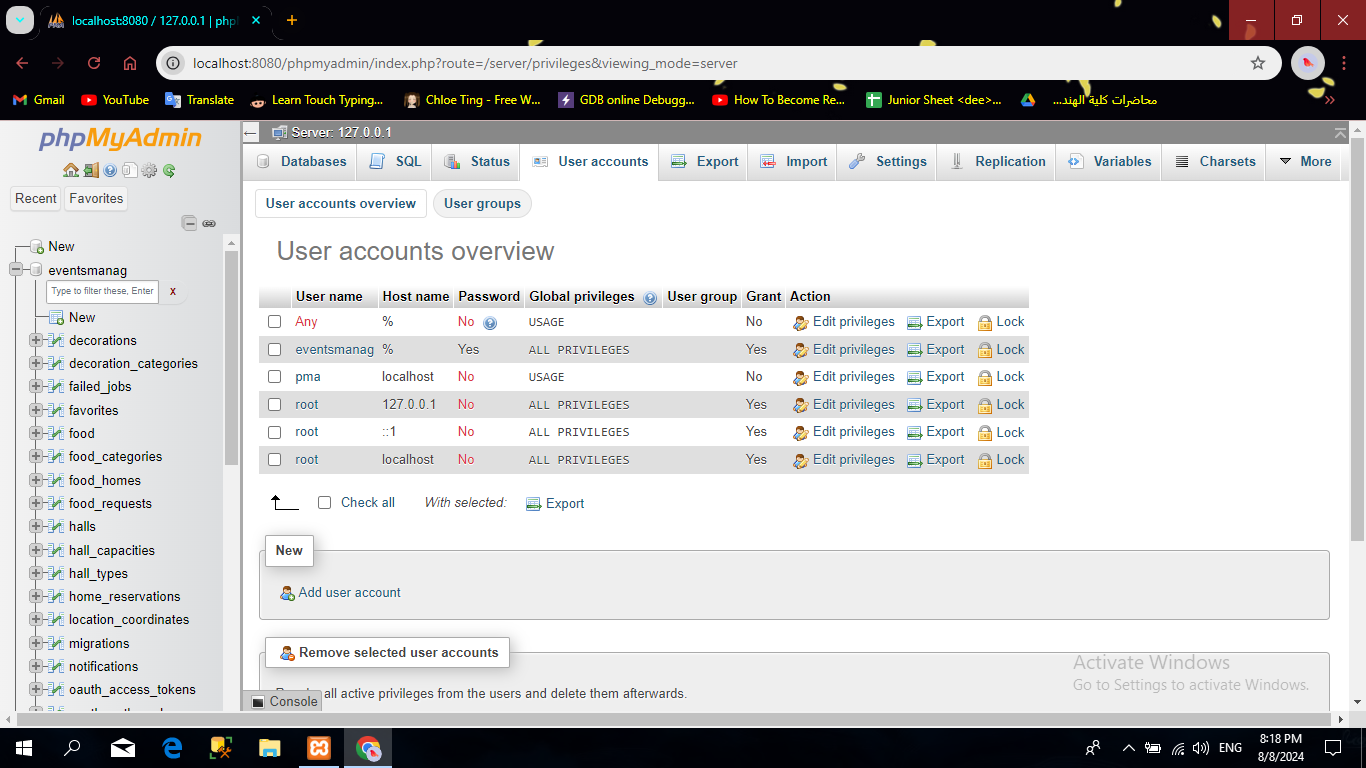 localhost:8080 / 127.0.0.1 | php
localhost:8080/phpmyadmin/index.php?route=/server/privileges&viewing_mode=server
Gmail YouTube Translate Learn Touch Typing... Chloe Ting - Free W... GDB online Debugg... How To Become Re... Junior Sheet <dee>... محاضرات كلية الهند...
phpMyAdmin
Recent Favorites
New
eventsmanag
Type to filter these, Enter X
New
decorations
decoration_categories
failed_jobs
favorites
food
food_categories
food_homes
food_requests
halls
hall_capacities
hall_types
home_reservations
location_coordinates
migrations
notifications
oauth_access_tokens
Server: 127.0.0.1
Databases SQL Status User accounts Export Import Settings Replication Variables Charsets More
User accounts overview User groups
User accounts overview
User name Host name Password Global privileges User group Grant Action
Any % No USAGE No Edit privileges Export Lock
eventsmanag % Yes ALL PRIVILEGES Yes Edit privileges Export Lock
pma localhost No USAGE No Edit privileges Export Lock
root 127.0.0.1 No ALL PRIVILEGES Yes Edit privileges Export Lock
root ::1 No ALL PRIVILEGES Yes Edit privileges Export Lock
root localhost No ALL PRIVILEGES Yes Edit privileges Export Lock
Check all With selected: Export
New
Add user account
Remove selected user accounts
all active privileges from the users and delete them afterwards.
Console
Activate Windows
Go to Settings to activate Windows.
ENG
8:18 PM
8/8/2024